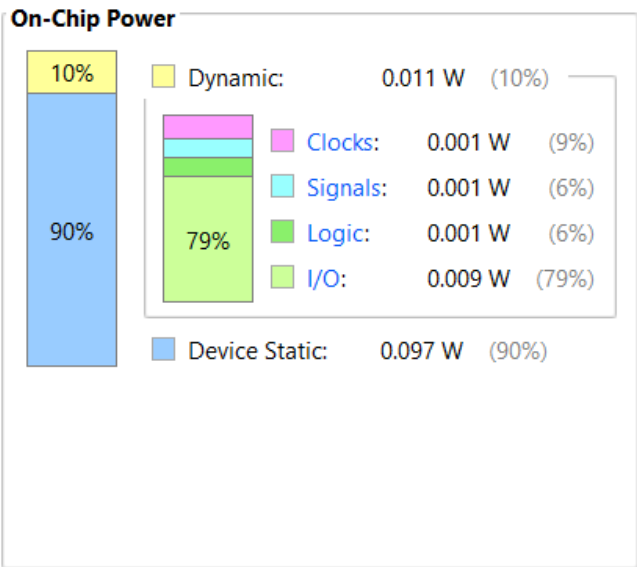 On-Chip Power
10%
Dynamic: 0.011 W (10%)
Clocks: 0.001 W (9%)
Signals: 0.001 W (6%)
90%
79%
Logic: 0.001 W (6%)
I/O: 0.009 W (79%)
Device Static: 0.097 W (90%)